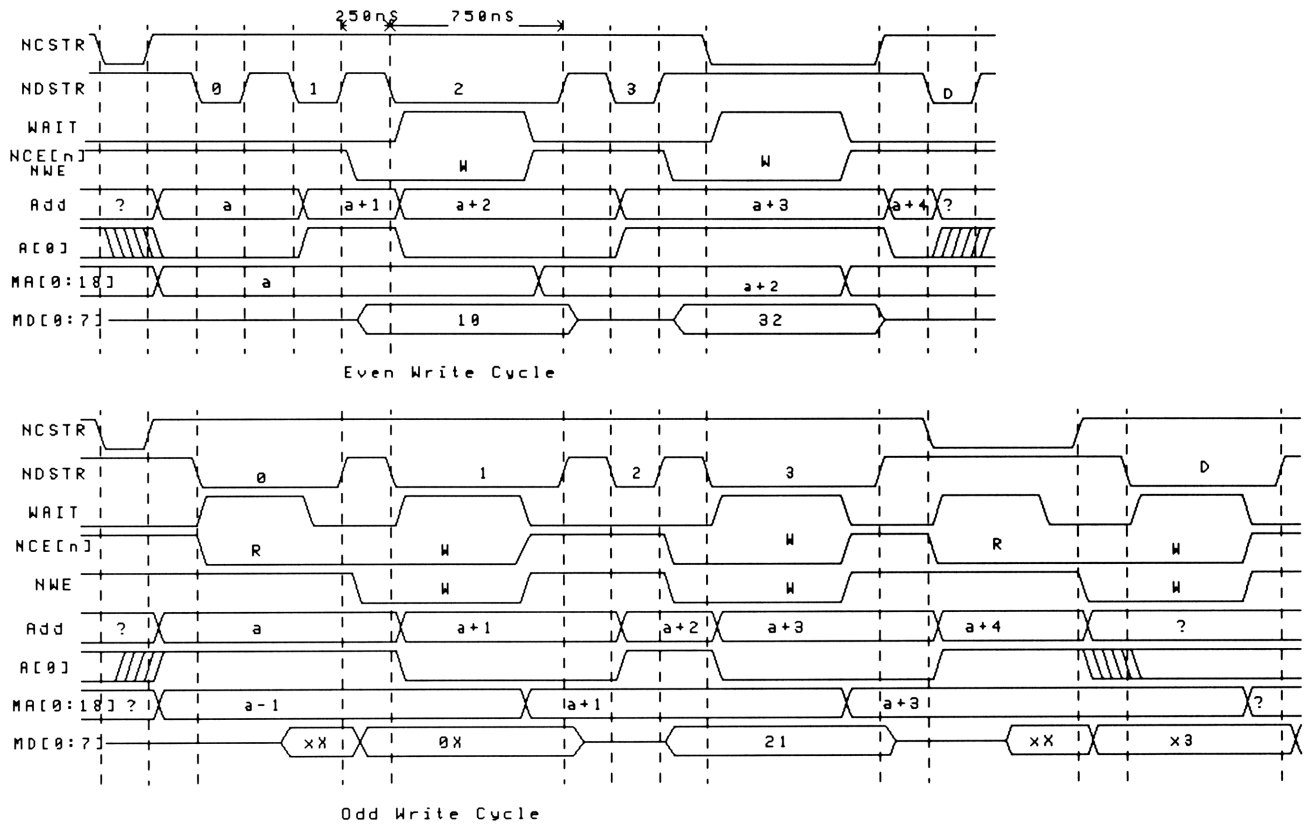 250nS 750nS
NCSTR
NDSTR 0 1 2 3 D
WAIT
NCE[n]
NWE W W
Add ? a a+1 a+2 a+3 a+4 ?
A[0]
MA[0:18] a a+2
MD[0:7] 10 32
Even Write Cycle
NCSTR
NDSTR 0 1 2 3 D
WAIT
NCE[n] R W W R W
NWE W W W
Add ? a a+1 a+2 a+3 a+4 ?
A[0]
MA[0:18] ? a-1 a+1 a+3 ?
MD[0:7] xX 0X 21 xX x3
Odd Write Cycle